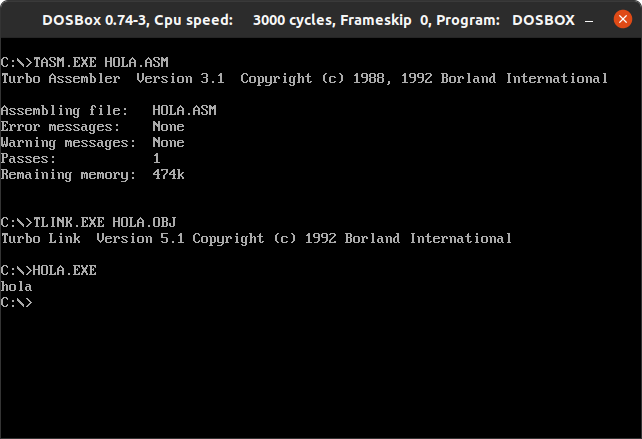 DOSBox 0.74-3, Cpu speed:    3000 cycles, Frameskip  0, Program:   DOSBOX
C:\>TASM.EXE HOLA.ASM
Turbo Assembler  Version 3.1  Copyright (c) 1988, 1992 Borland International
Assembling file:   HOLA.ASM
Error messages:    None
Warning messages:  None
Passes:            1
Remaining memory:  474k
C:\>TLINK.EXE HOLA.OBJ
Turbo Link  Version 5.1 Copyright (c) 1992 Borland International
C:\>HOLA.EXE
hola
C:\>